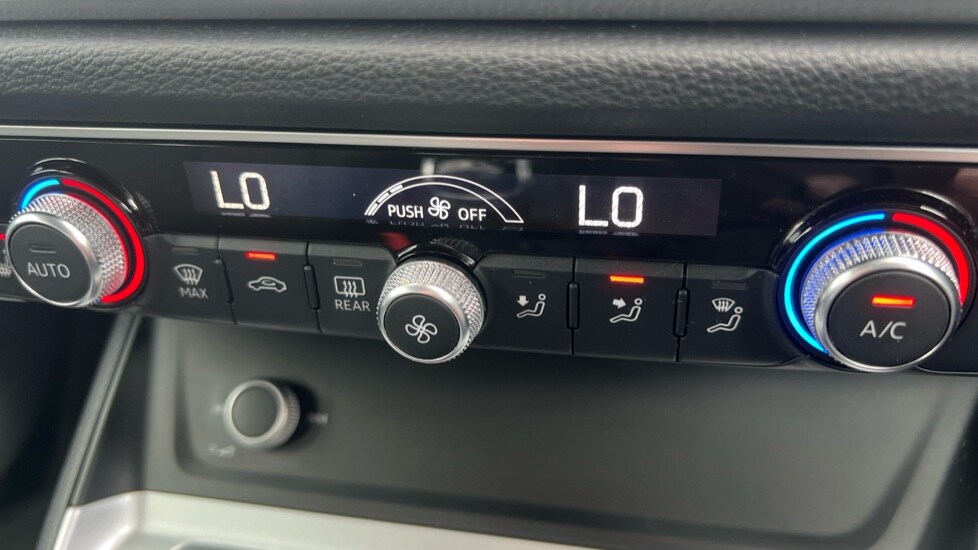 LO
PUSH OFF
LO
AUTO
MAX
REAR
A/C